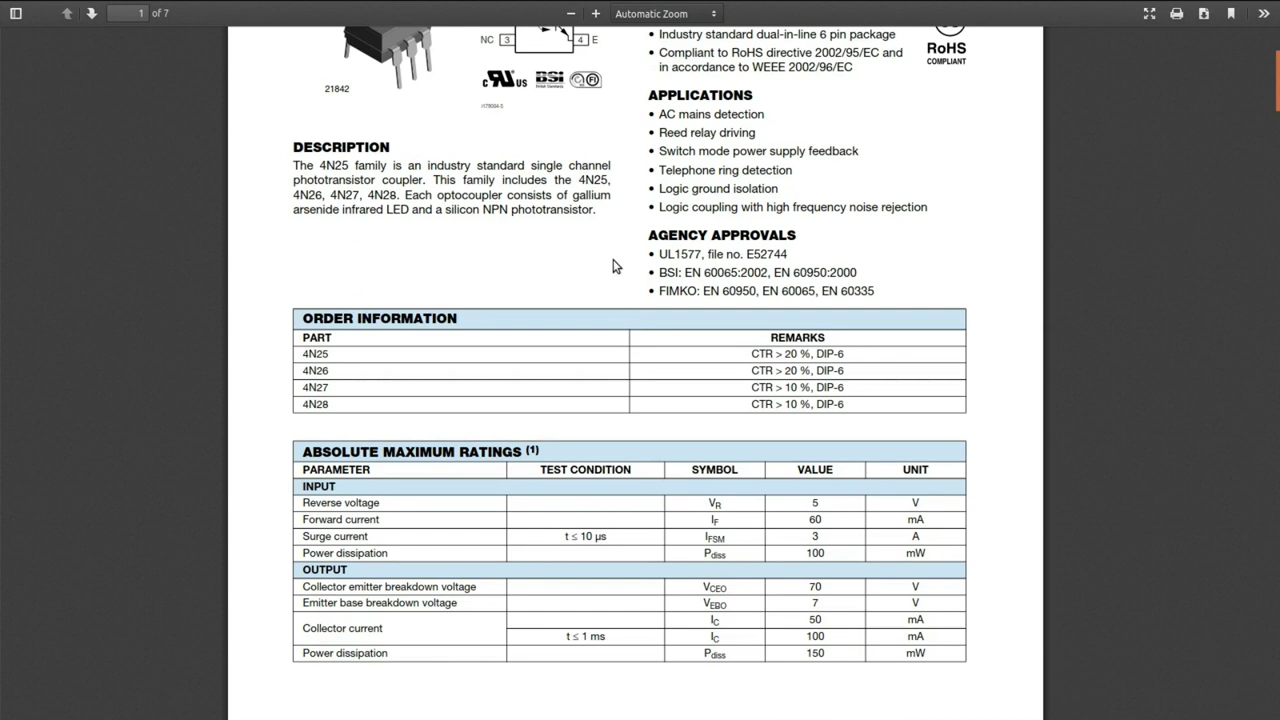 1 of 7 Automatic Zoom
NC 3 4 E
21842
c UR US BSI FI
i179004-5
• Industry standard dual-in-line 6 pin package
• Compliant to RoHS directive 2002/95/EC and
in accordance to WEEE 2002/96/EC
RoHS
COMPLIANT
DESCRIPTION
The 4N25 family is an industry standard single channel
phototransistor coupler. This family includes the 4N25,
4N26, 4N27, 4N28. Each optocoupler consists of gallium
arsenide infrared LED and a silicon NPN phototransistor.
APPLICATIONS
• AC mains detection
• Reed relay driving
• Switch mode power supply feedback
• Telephone ring detection
• Logic ground isolation
• Logic coupling with high frequency noise rejection
AGENCY APPROVALS
• UL1577, file no. E52744
• BSI: EN 60065:2002, EN 60950:2000
• FIMKO: EN 60950, EN 60065, EN 60335
ORDER INFORMATION
PART REMARKS
4N25 CTR > 20 %, DIP-6
4N26 CTR > 20 %, DIP-6
4N27 CTR > 10 %, DIP-6
4N28 CTR > 10 %, DIP-6
ABSOLUTE MAXIMUM RATINGS (1)
PARAMETER TEST CONDITION SYMBOL VALUE UNIT
INPUT
Reverse voltage VR 5 V
Forward current IF 60 mA
Surge current t ≤ 10 µs IFSM 3 A
Power dissipation Pdiss 100 mW
OUTPUT
Collector emitter breakdown voltage VCEO 70 V
Emitter base breakdown voltage VEBO 7 V
Collector current IC 50 mA
t ≤ 1 ms IC 100 mA
Power dissipation Pdiss 150 mW